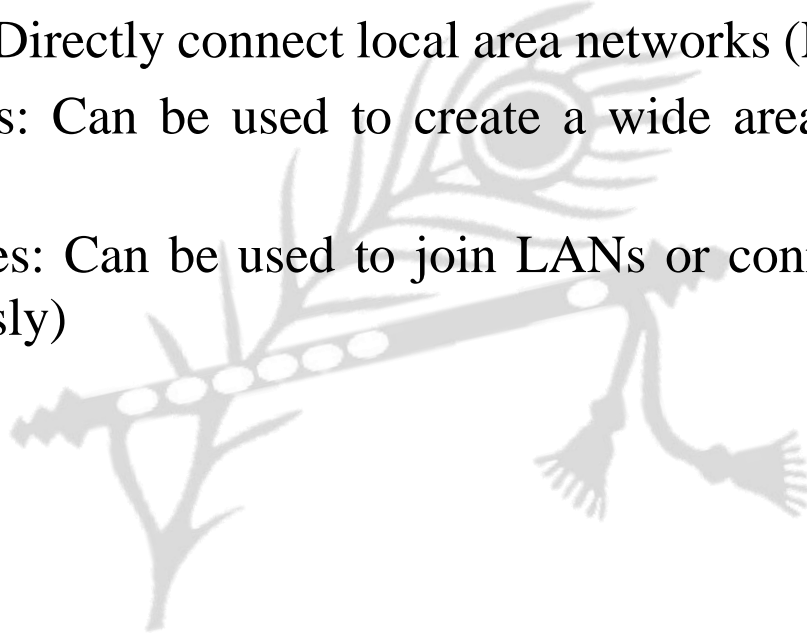 Directly connect local area networks (
s: Can be used to create a wide area
es: Can be used to join LANs or con
sly)